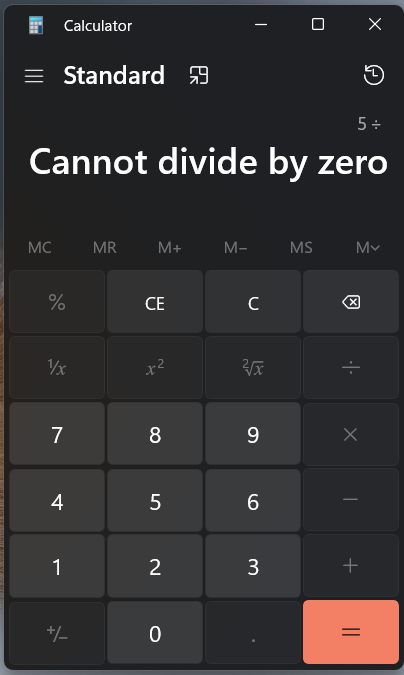 Calculator
Standard
5 ÷
Cannot divide by zero
MC MR M+ M− MS M
% CE C
¹/x x² ²√x ÷
7 8 9 ×
4 5 6 −
1 2 3 +
+/− 0 . =